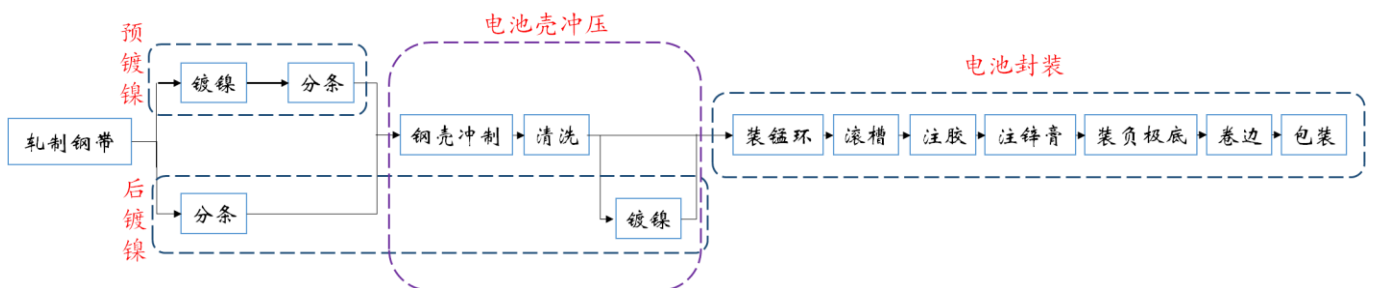 电池壳冲压
预镀镍
电池封装
镀镍
分条
轧制钢带
钢壳冲制
清洗
装锰环
滚槽
注胶
注锌膏
装负极底
卷边
包装
后镀镍
分条
镀镍